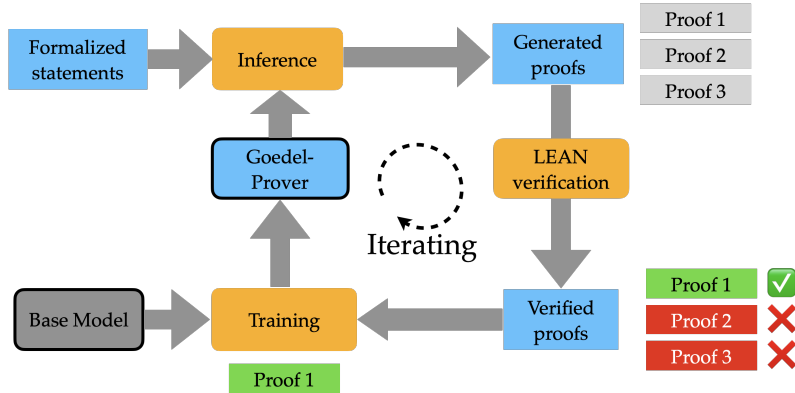 Formalized
statements
Inference
Generated
proofs
Proof 1
Proof 2
Proof 3
Goedel-
Prover
LEAN
verification
Iterating
Base Model
Training
Verified
proofs
Proof 1
Proof 2
Proof 3
Proof 1